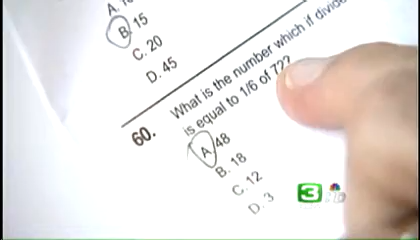 B. 15
C. 20
D. 45
60. What is the number which if divide
is equal to 1/6 of 72?
A. 48
B. 18
C. 12
D. 3
3